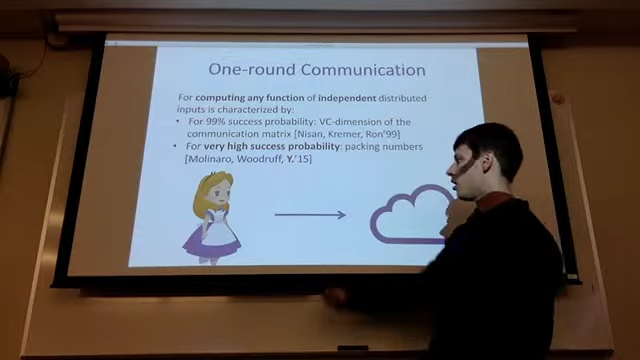 One-round Communication
For computing any function of independent distributed
inputs is characterized by:
• For 99% success probability: VC-dimension of the
communication matrix [Nisan, Kremer, Ron'99]
• For very high success probability: packing numbers
[Molinaro, Woodruff, Y.'15]